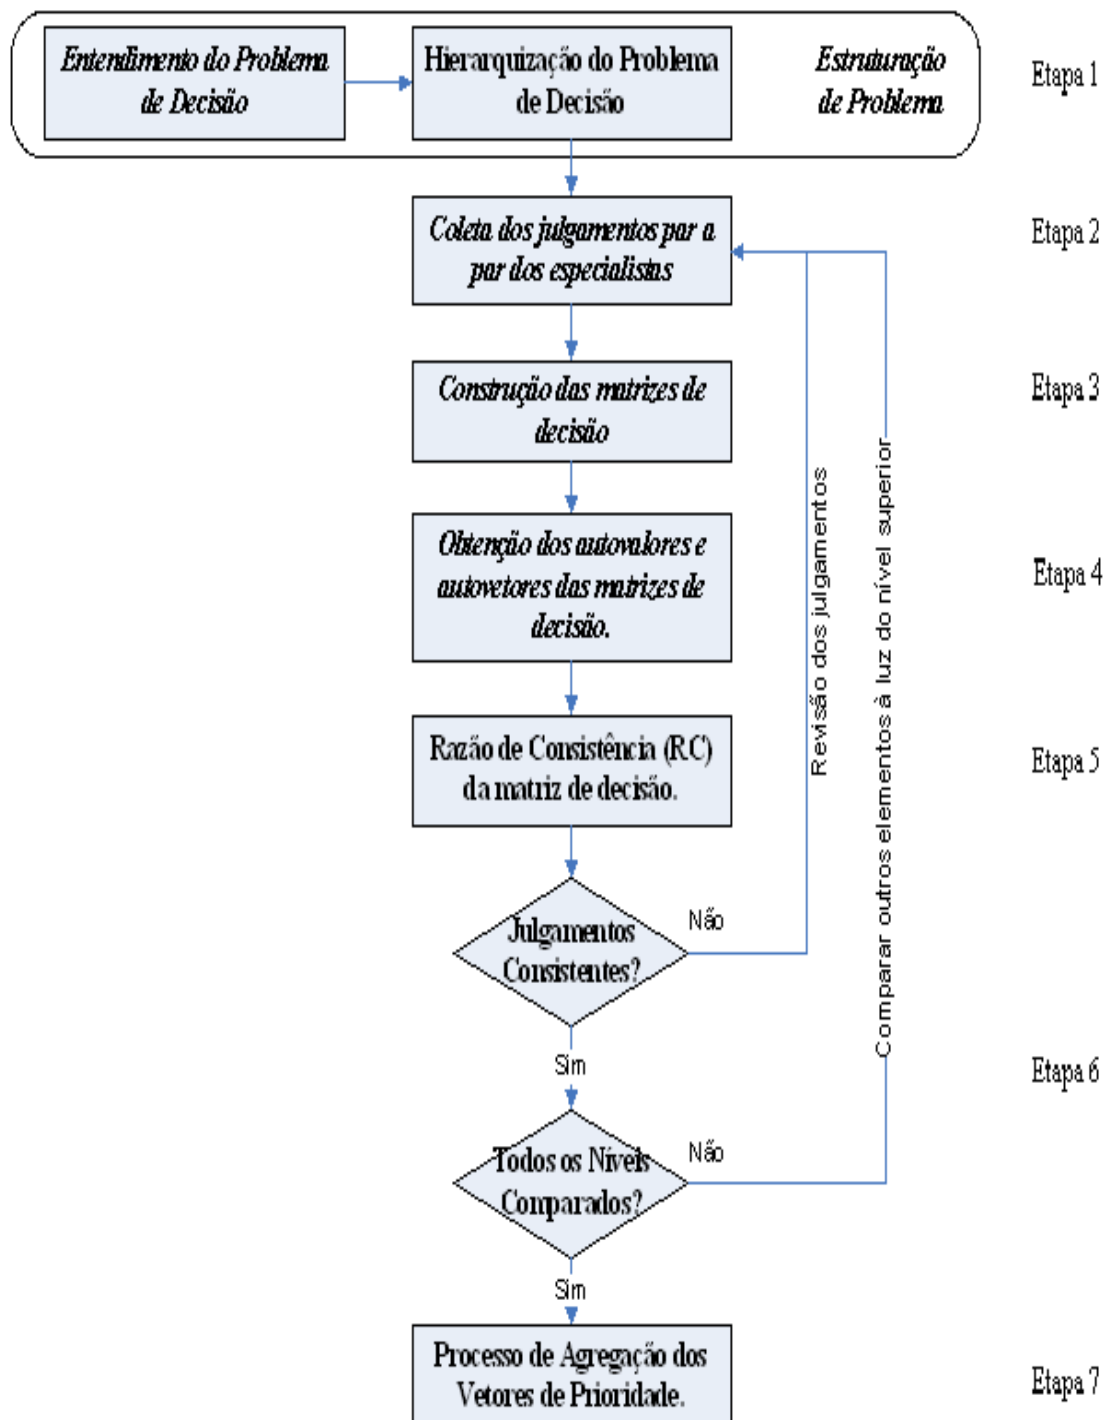 Entendimento do Problema
de Decisão
Hierarquização do Problema
de Decisão
Estruturação
de Problema
Etapa 1
Coleta dos julgamentos par a
par dos especialistas
Etapa 2
Construção das matrizes de
decisão
Etapa 3
Obtenção dos autovalores e
autovetores das matrizes de
decisão.
Etapa 4
Razão de Consistência (RC)
da matriz de decisão.
Etapa 5
Revisão dos julgamentos
Comparar outros elementos à luz do nível superior
Julgamentos
Consistentes?
Não
Sim
Etapa 6
Todos os Níveis
Comparados?
Não
Sim
Processo de Agregação dos
Vetores de Prioridade.
Etapa 7